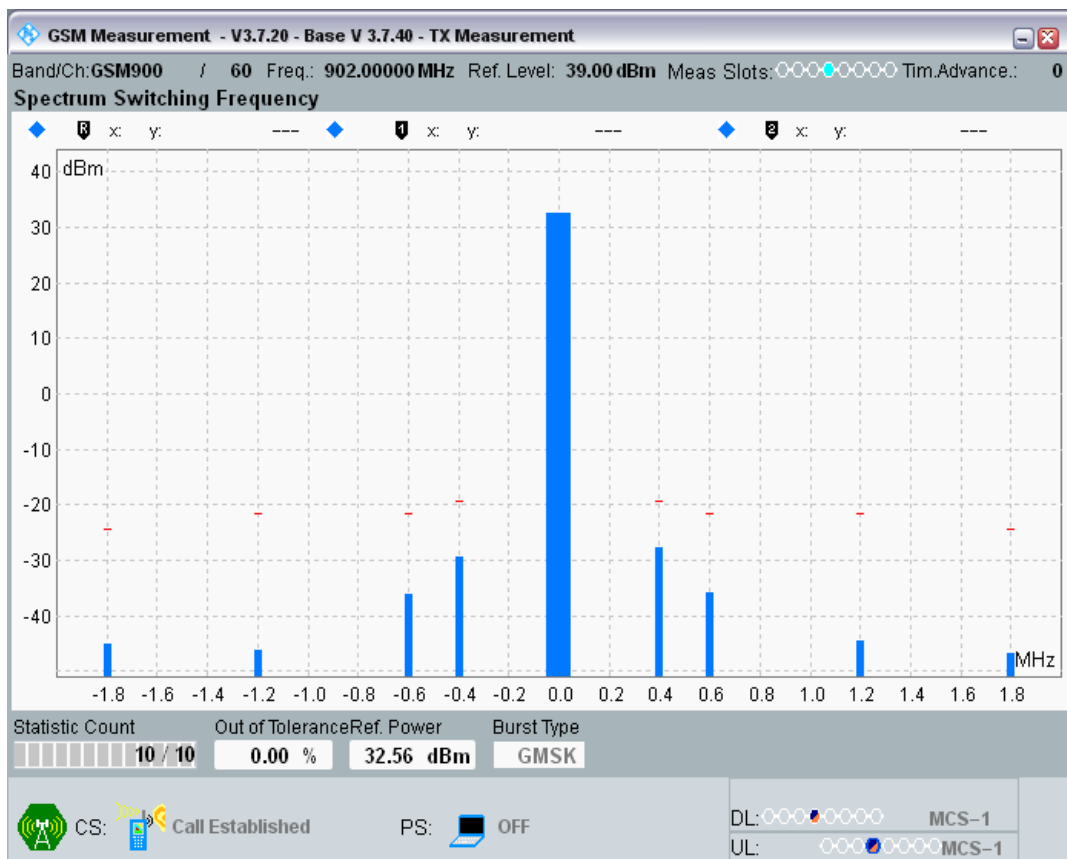 GSM Measurement - V3.7.20 - Base V 3.7.40 - TX Measurement
Band/Ch:GSM900 / 60 Freq.: 902.00000 MHz Ref. Level: 39.00 dBm Meas Slots: Tim.Advance.: 0
Spectrum Switching Frequency
R x: y: --- 1 x: y: --- 2 x: y: ---
dBm
40
30
20
10
0
-10
-20
-30
-40
MHz
-1.8 -1.6 -1.4 -1.2 -1.0 -0.8 -0.6 -0.4 -0.2 0.0 0.2 0.4 0.6 0.8 1.0 1.2 1.4 1.6 1.8
Statistic Count Out of Tolerance Ref. Power Burst Type
10 / 10 0.00 % 32.56 dBm GMSK
CS: Call Established PS: OFF
DL: MCS-1
UL: MCS-1